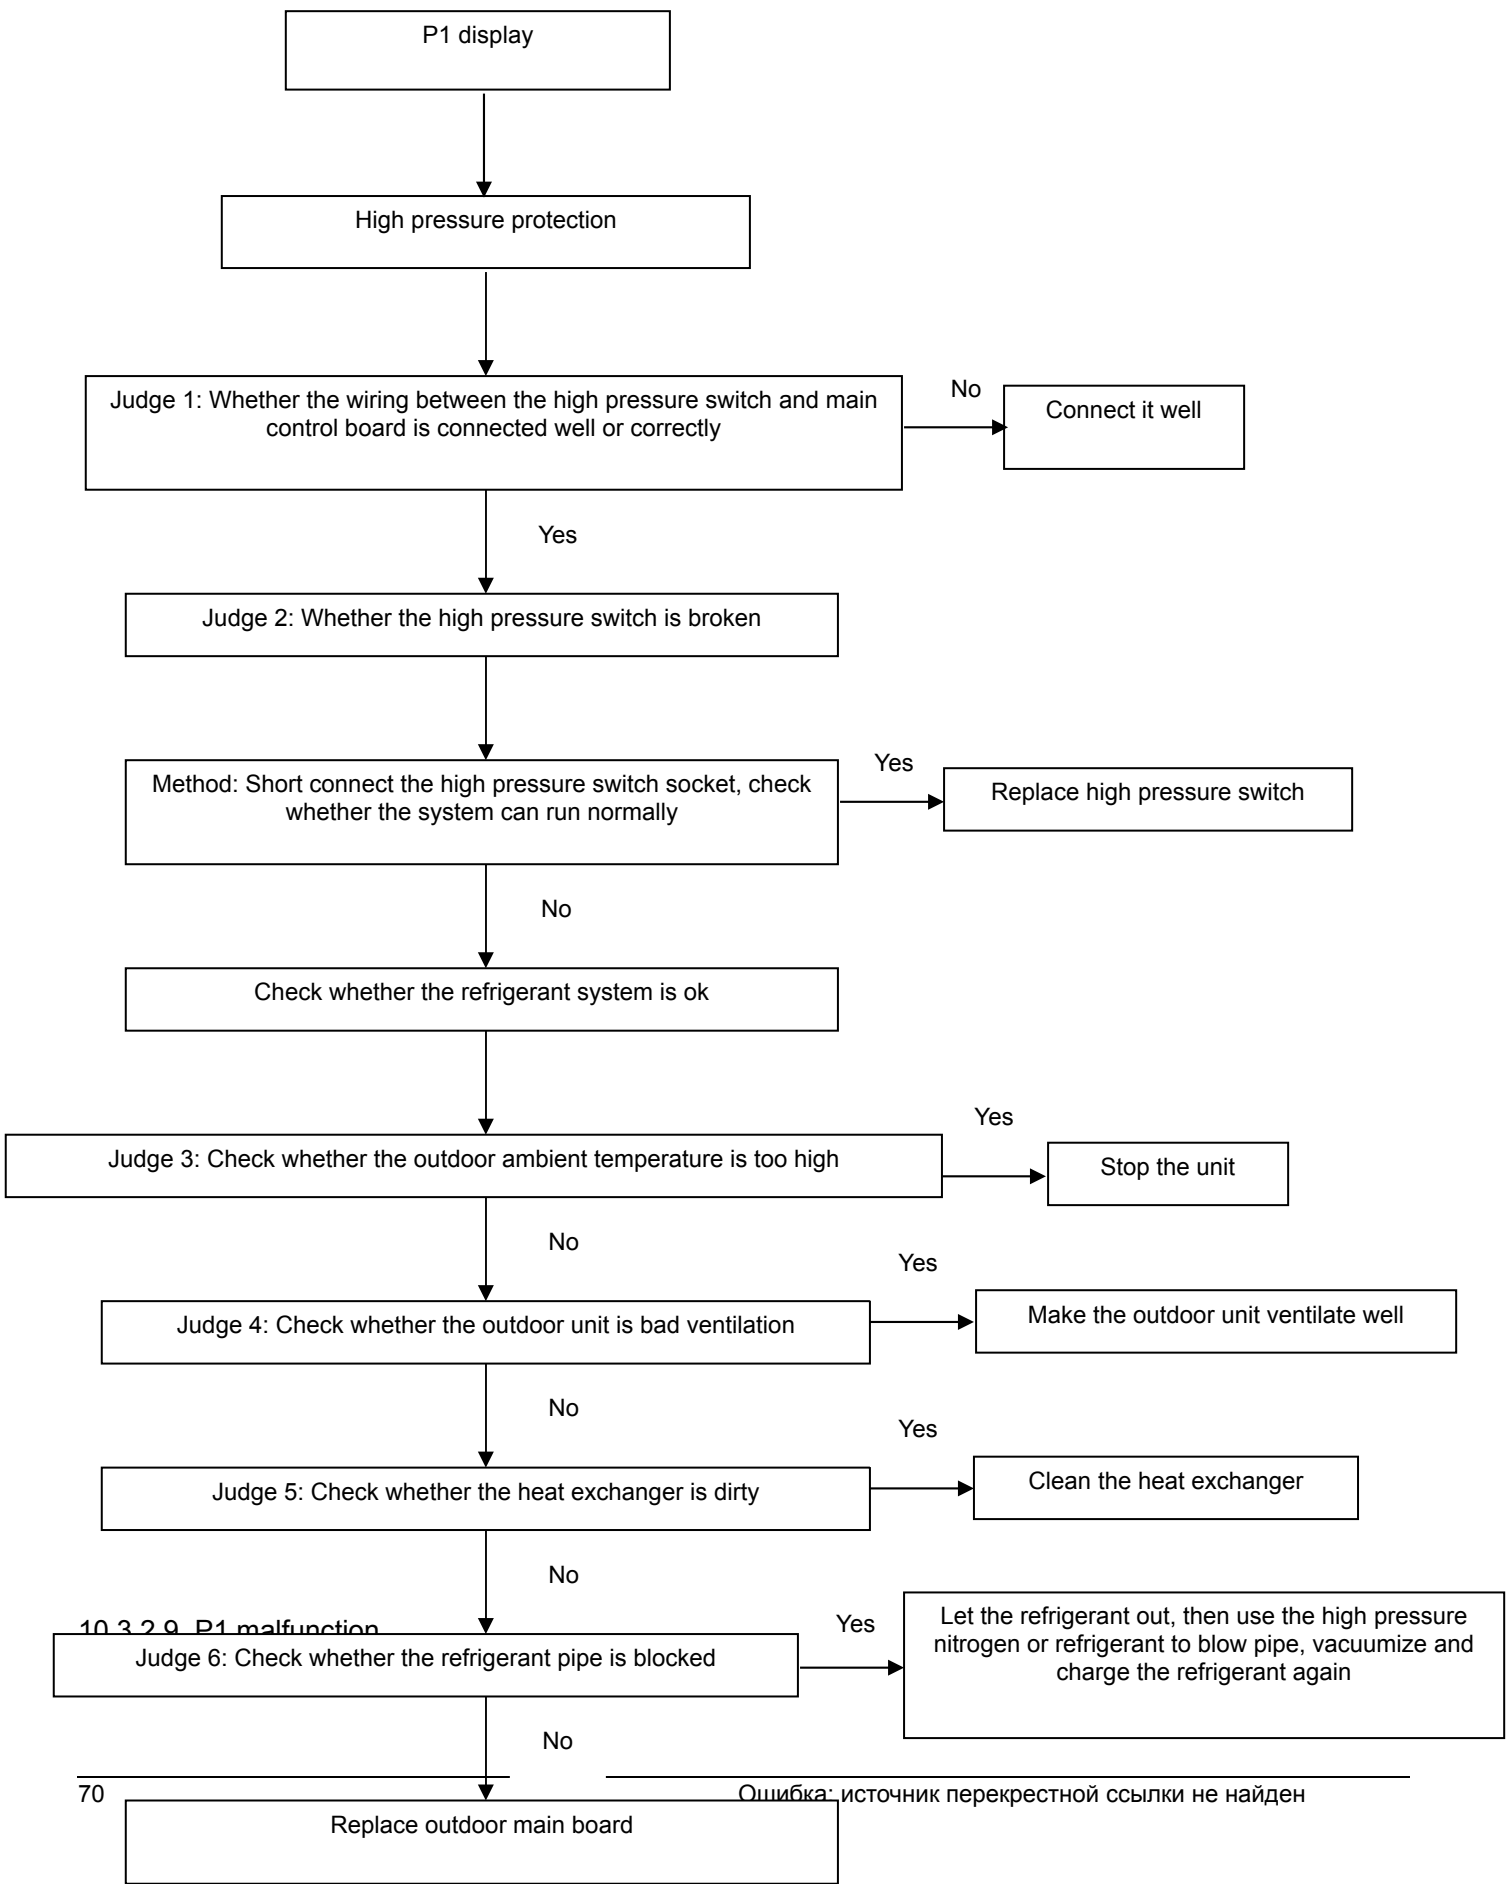 P1 display
High pressure protection
Judge 1: Whether the wiring between the high pressure switch and main
control board is connected well or correctly
No
Connect it well
Yes
Judge 2: Whether the high pressure switch is broken
Method: Short connect the high pressure switch socket, check
whether the system can run normally
Yes
Replace high pressure switch
No
Check whether the refrigerant system is ok
Judge 3: Check whether the outdoor ambient temperature is too high
Yes
Stop the unit
No
Judge 4: Check whether the outdoor unit is bad ventilation
Yes
Make the outdoor unit ventilate well
No
Judge 5: Check whether the heat exchanger is dirty
Yes
Clean the heat exchanger
No
10.3.2.9 P1 malfunction
Judge 6: Check whether the refrigerant pipe is blocked
Yes
Let the refrigerant out, then use the high pressure
nitrogen or refrigerant to blow pipe, vacuumize and
charge the refrigerant again
No
70
Ошибка: источник перекрестной ссылки не найден
Replace outdoor main board